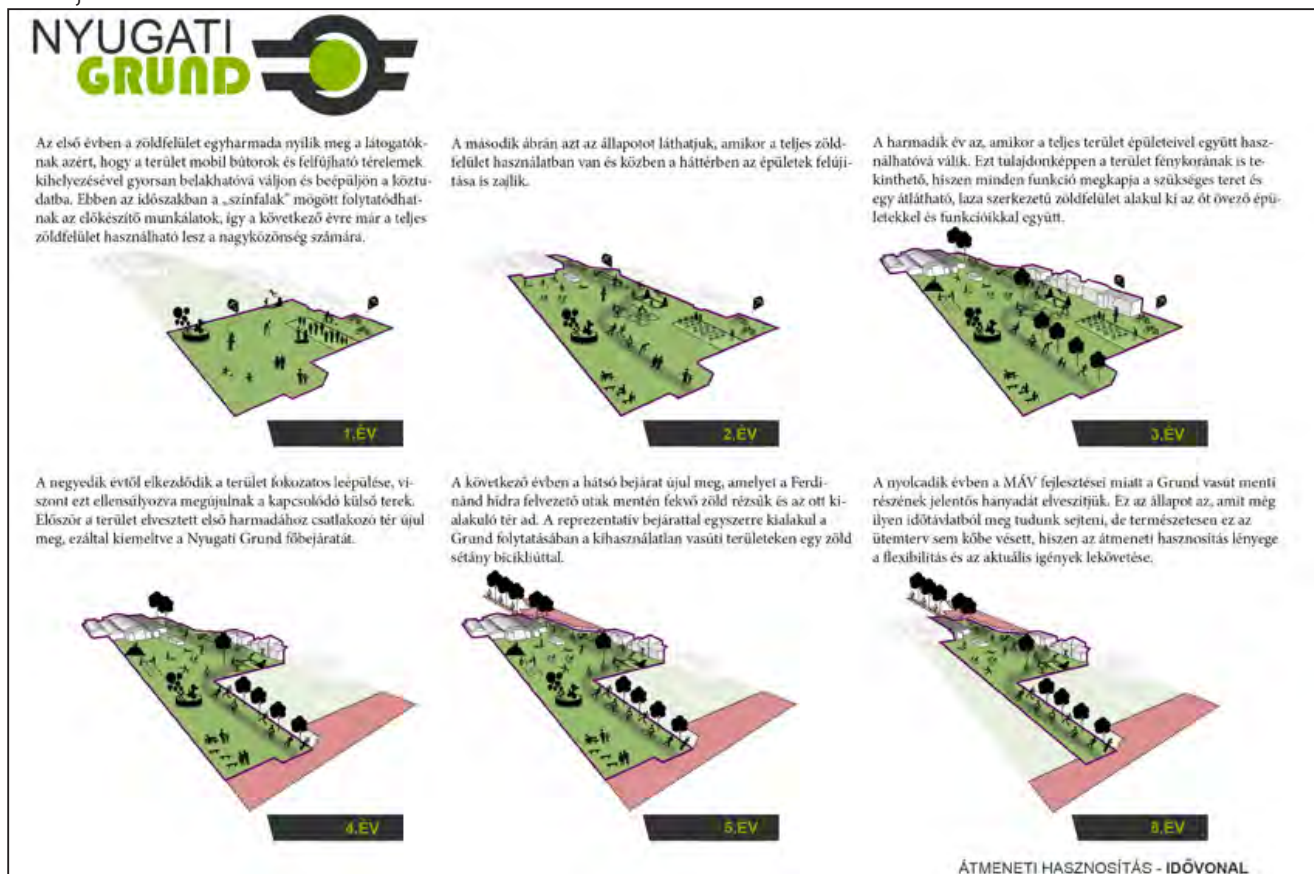 NYUGATI
GRUND
Az első évben a zöldfelület egyharmada nyílik meg a látogatók-
nak azért, hogy a terület mobil bútorok és felfújható térelemek
kihelyezésével gyorsan belakhatóvá váljon és beépüljön a köztu-
datba. Ebben az időszakban a „színfalak” mögött folytatódhat-
nak az előkészítő munkálatok, így a következő évre már a teljes
zöldfelület használható lesz a nagyközönség számára.
1.ÉV
A második ábrán azt az állapotot láthatjuk, amikor a teljes zöld-
felület használatban van és közben a háttérben az épületek felújí-
tása is zajlik.
2.ÉV
A harmadik év az, amikor a teljes terület épületeivel együtt hasz-
nálhatóvá válik. Ezt tulajdonképpen a terület fénykorának is te-
kinthető, hiszen minden funkció megkapja a szükséges teret és
egy átlátható, laza szerkezetű zöldfelület alakul ki az őt övező épü-
letekkel és funkcióikkal együtt.
3.ÉV
A negyedik évtől elkezdődik a terület fokozatos leépülése, vi-
szont ezt ellensúlyozva megújulnak a kapcsolódó külső terek.
Először a terület elvesztett első harmadához csatlakozó tér újul
meg, ezáltal kiemeltve a Nyugati Grund főbejáratát.
4.ÉV
A következő évben a hátsó bejárat újul meg, amelyet a Ferdi-
nánd hídra felvezető utak mentén fekvő zöld rézsűk és az ott ki-
alakuló tér ad. A reprezentatív bejárattal egyszerre kialakul a
Grund folytatásában a kihasználatlan vasúti területeken egy zöld
sétány bicikliúttal.
5.ÉV
A nyolcadik évben a MÁV fejlesztései miatt a Grund vasút menti
részének jelentős hányadát elveszítjük. Ez az állapot az, amit még
ilyen időtávlatból meg tudunk sejteni, de természetesen ez az
ütemterv sem kőbe vésett, hiszen az átmeneti hasznosítás lényege
a flexibilitás és az aktuális igények lekövetése.
8.ÉV
ÁTMENETI HASZNOSÍTÁS - IDŐVONAL